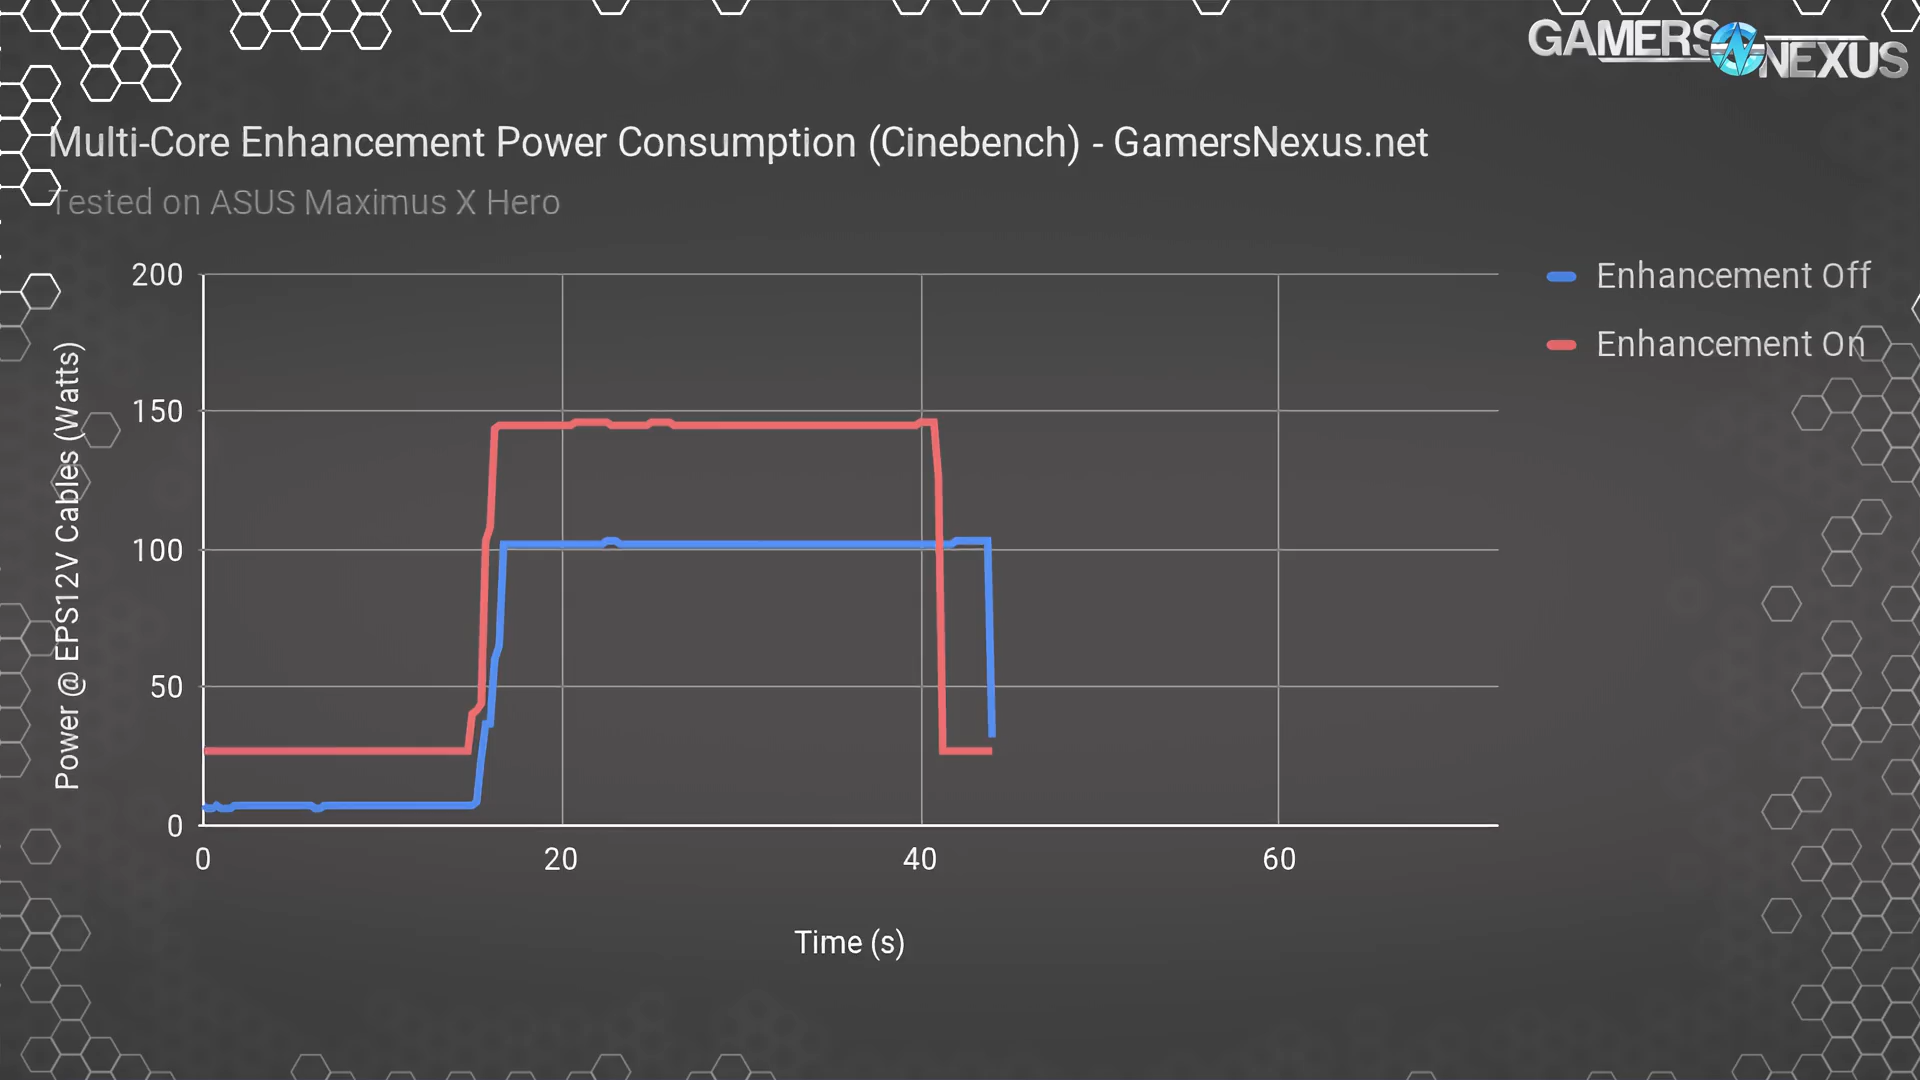 GAMERS NEXUS
Multi-Core Enhancement Power Consumption (Cinebench) - GamersNexus.net
Tested on ASUS Maximus X Hero
Enhancement Off
Enhancement On
Power @ EPS12V Cables (Watts)
200
150
100
50
0
0 20 40 60
Time (s)